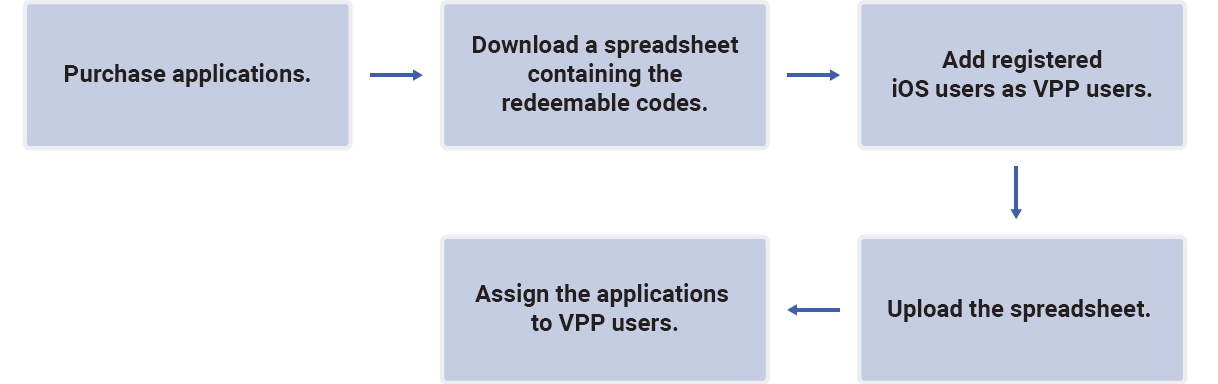 Purchase applications.
Download a spreadsheet
containing the
redeemable codes.
Add registered
iOS users as VPP users.
Upload the spreadsheet.
Assign the applications
to VPP users.